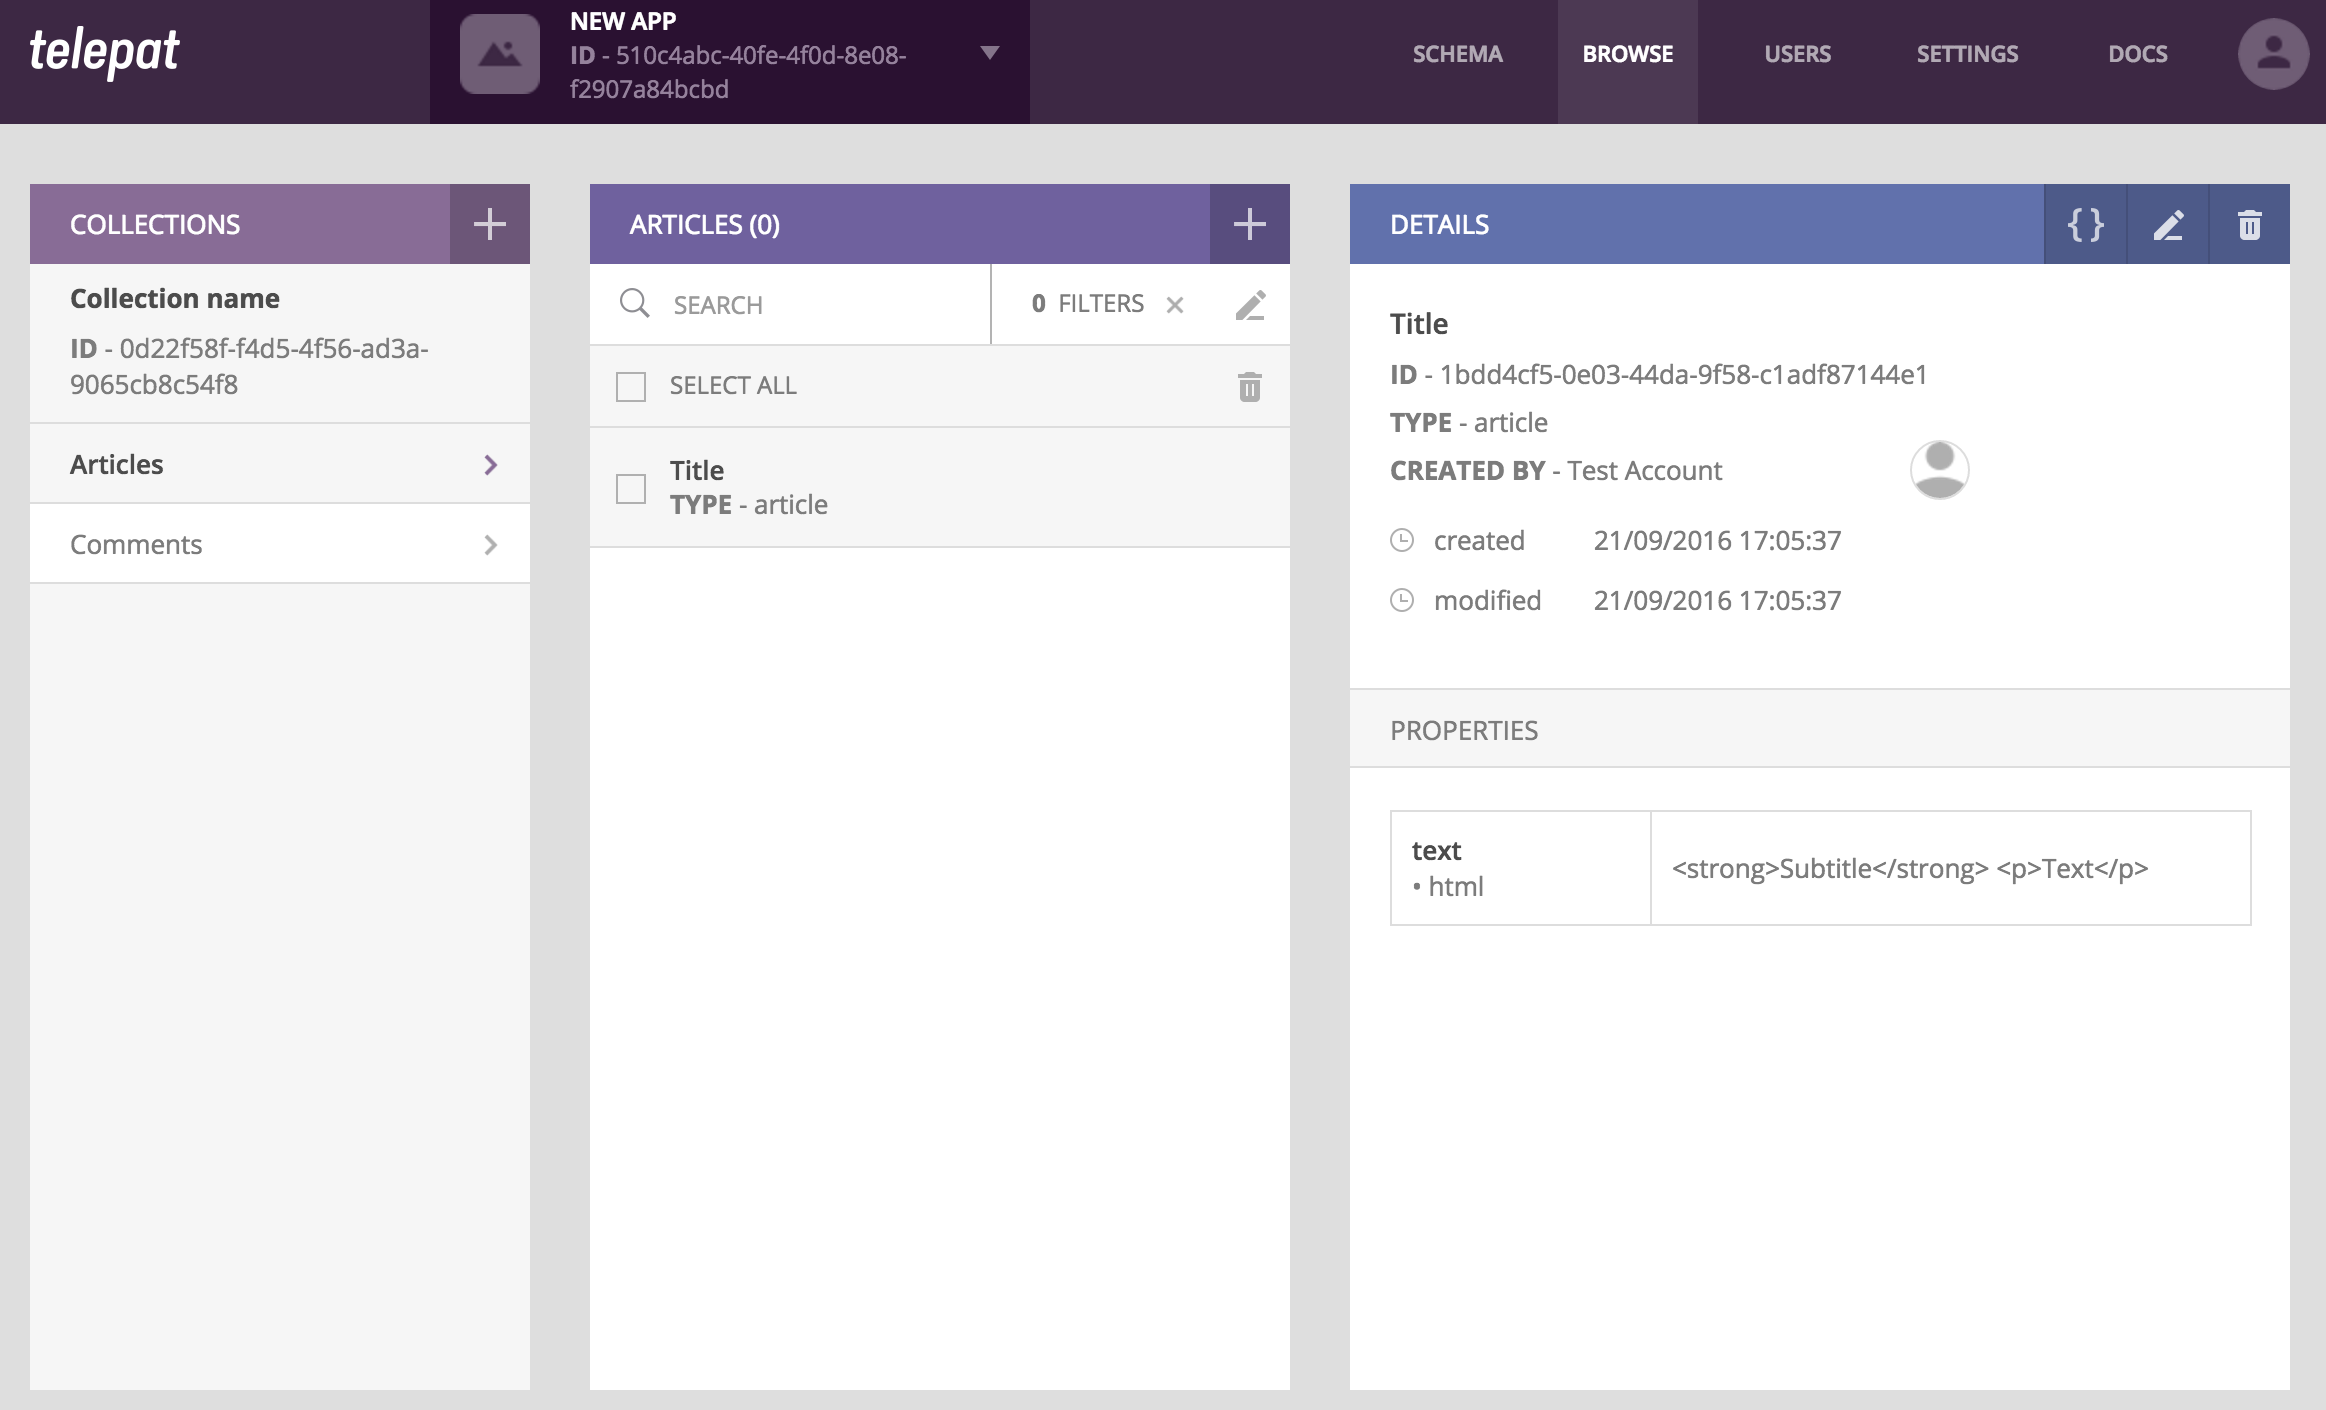 telepat
NEW APP
ID - 510c4abc-40fe-4f0d-8e08-
f2907a84bcbd
SCHEMA
BROWSE
USERS
SETTINGS
DOCS
COLLECTIONS
Collection name
ID - 0d22f58f-f4d5-4f56-ad3a-
9065cb8c54f8
Articles
Comments
ARTICLES (0)
SEARCH
0 FILTERS
SELECT ALL
Title
TYPE - article
DETAILS
{}
Title
ID - 1bdd4cf5-0e03-44da-9f58-c1adf87144e1
TYPE - article
CREATED BY - Test Account
created 21/09/2016 17:05:37
modified 21/09/2016 17:05:37
PROPERTIES
text
• html
<strong>Subtitle</strong> <p>Text</p>